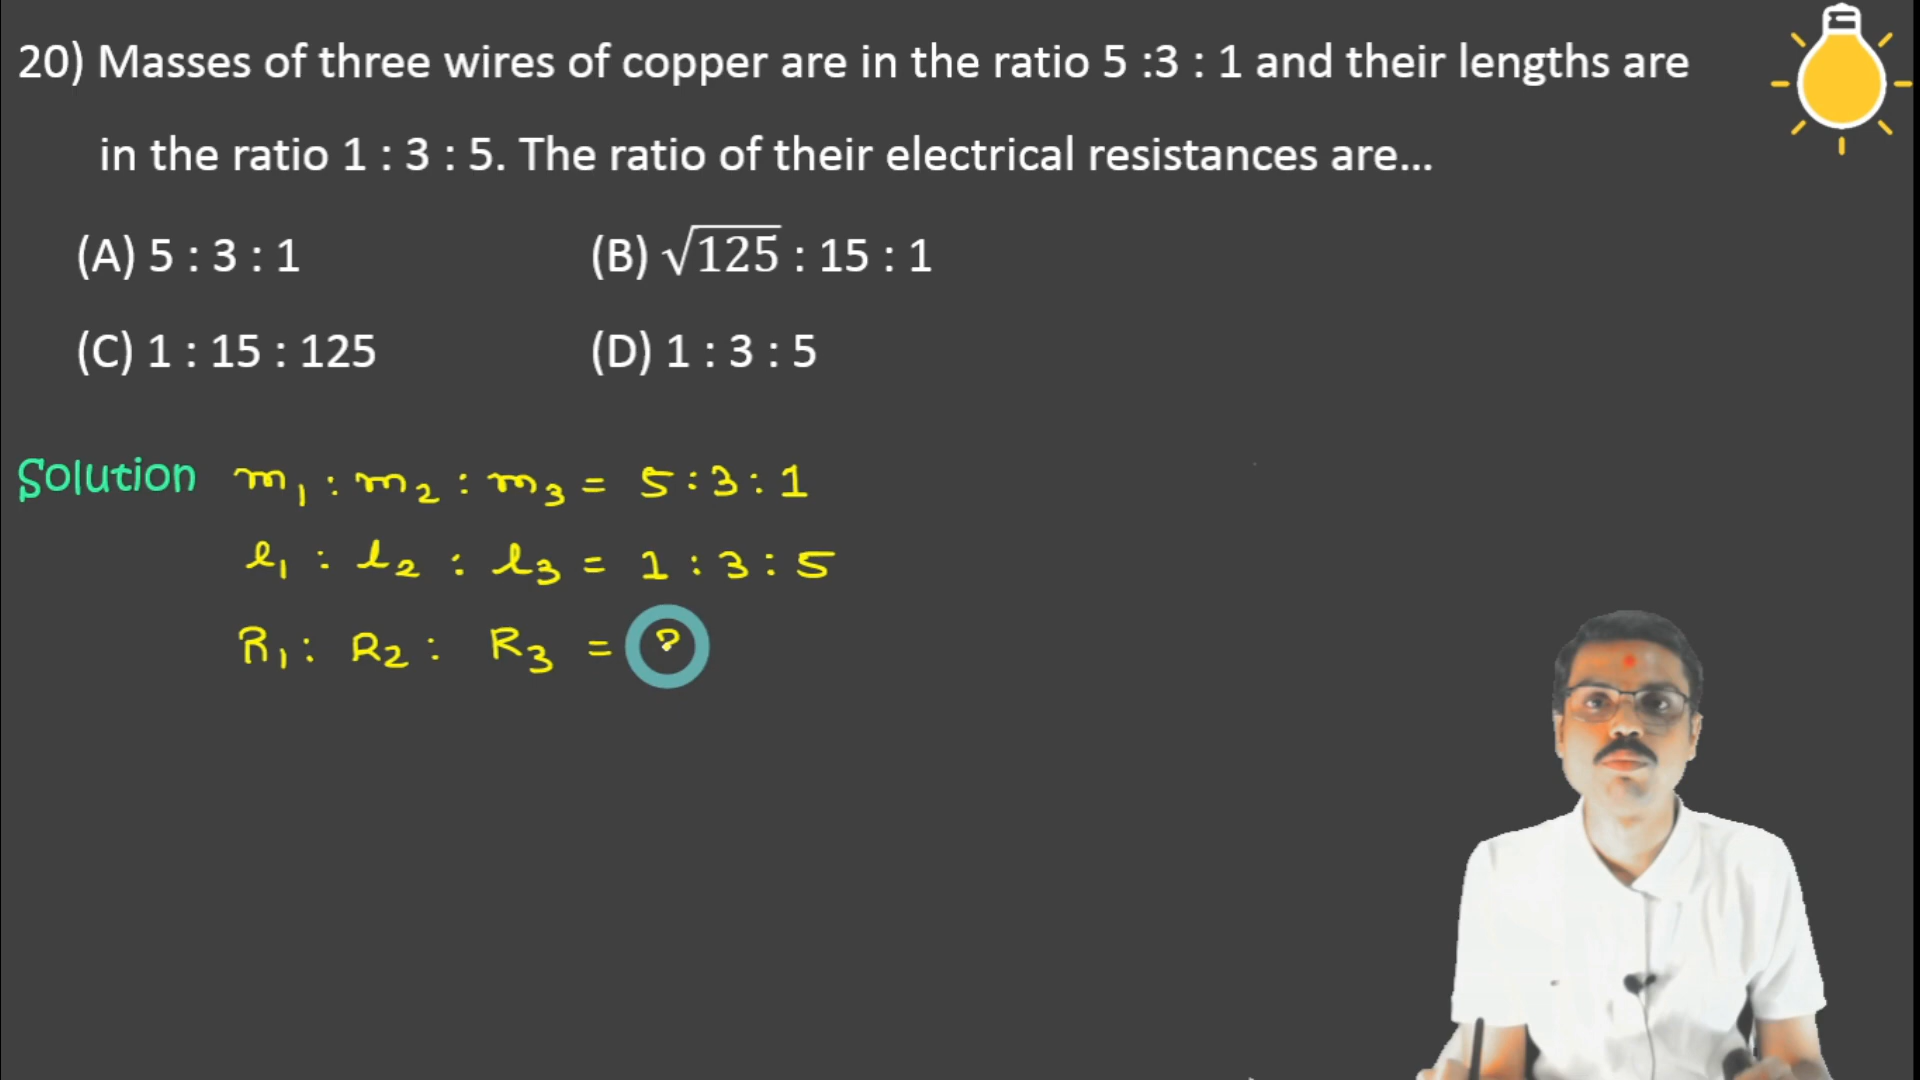 20) Masses of three wires of copper are in the ratio 5 :3 : 1 and their lengths are
in the ratio 1 : 3 : 5. The ratio of their electrical resistances are...
(A) 5 : 3 : 1 (B) √125 : 15 : 1
(C) 1 : 15 : 125 (D) 1 : 3 : 5
Solution m₁ : m₂ : m₃ = 5 : 3 : 1
l₁ : l₂ : l₃ = 1 : 3 : 5
R₁ : R₂ : R₃ = ?